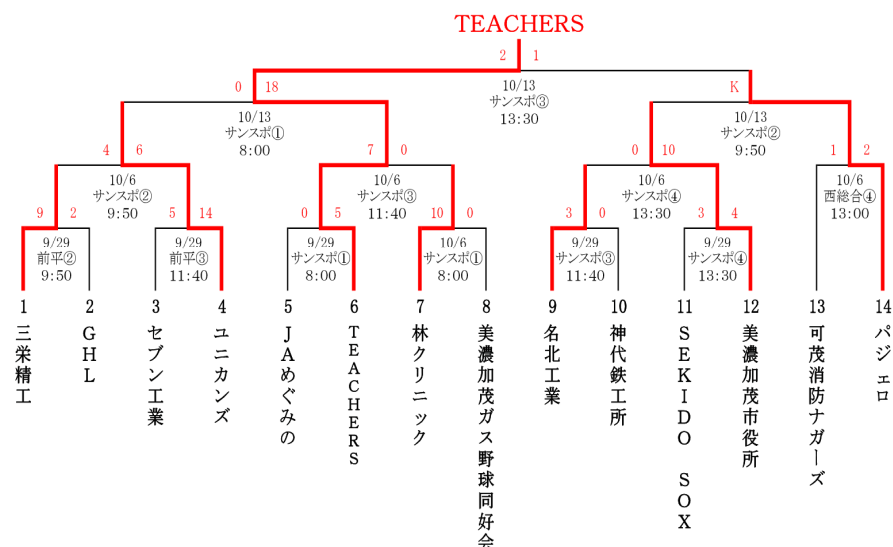 TEACHERS
2 1
10/13
サンスポ③
13:30
0 18
10/13
サンスポ①
8:00
K
10/13
サンスポ②
9:50
4 6
10/6
サンスポ②
9:50
7 0
10/6
サンスポ③
11:40
0 10
10/6
サンスポ④
13:30
1 2
10/6
西総合④
13:00
9 2
9/29
前平②
9:50
5 14
9/29
前平③
11:40
0 5
9/29
サンスポ①
8:00
10 0
10/6
サンスポ①
8:00
3 0
9/29
サンスポ③
11:40
3 4
9/29
サンスポ④
13:30
1
三栄精工
2
GHL
3
セブン工業
4
ユニカンズ
5
JAめぐみの
6
TEACHERS
7
林クリニック
8
美濃加茂ガス野球同好会
9
名北工業
10
神代鉄工所
11
SEKIDO SOX
12
美濃加茂市役所
13
可茂消防ナガーズ
14
パジェロ